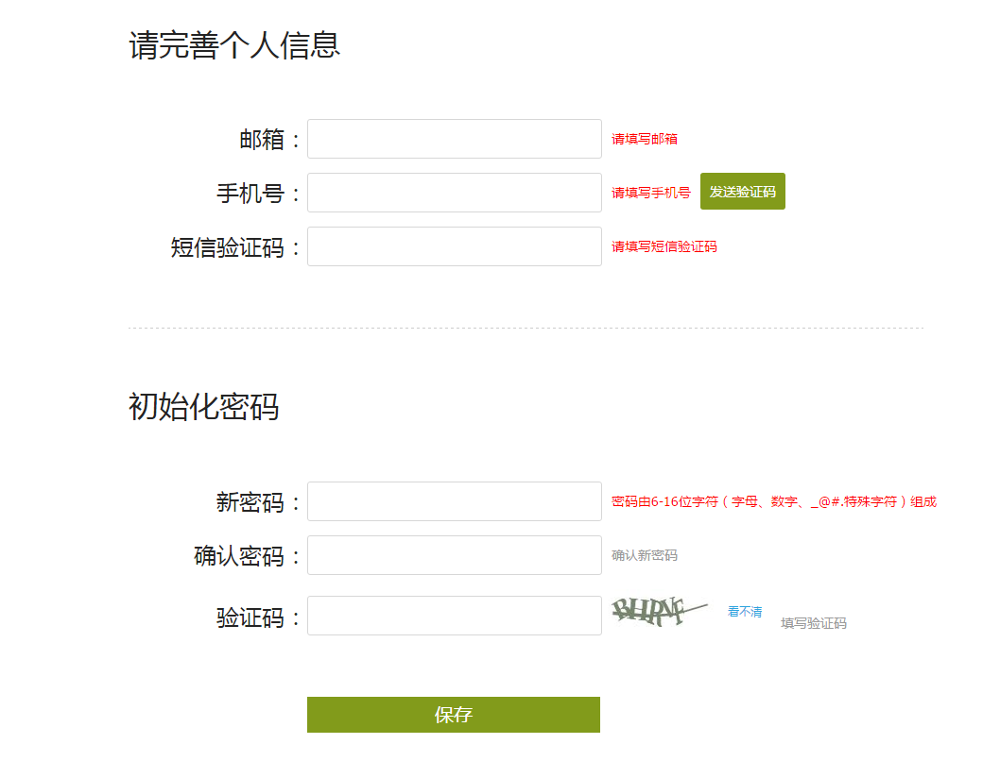 请完善个人信息
邮箱： 请填写邮箱
手机号： 请填写手机号 发送验证码
短信验证码： 请填写短信验证码
初始化密码
新密码： 密码由6-16位字符（字母、数字、_@#.特殊字符）组成
确认密码： 确认新密码
验证码： 看不清 填写验证码
保存